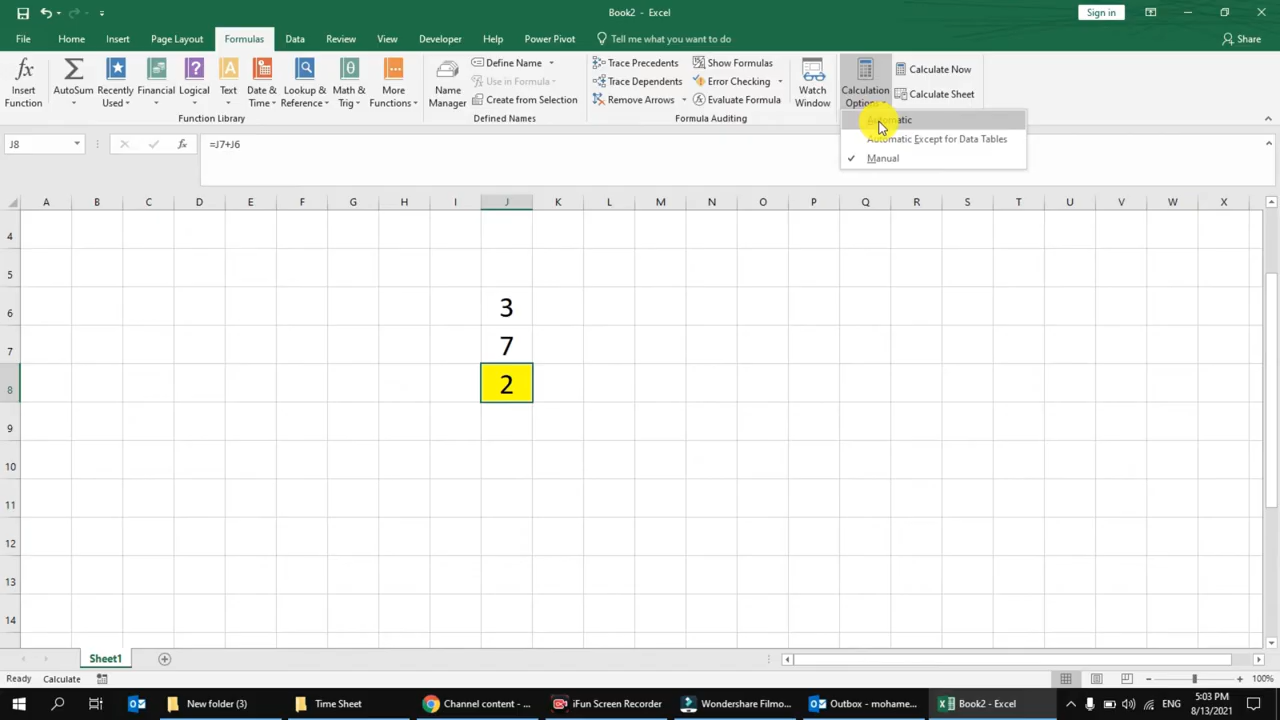 Book2 - Excel
Sign in
File Home Insert Page Layout Formulas Data Review View Developer Help Power Pivot Tell me what you want to do Share
Insert Function
AutoSum
Recently Used
Financial
Logical
Text
Date & Time
Lookup & Reference
Math & Trig
More Functions
Function Library
Name Manager
Define Name
Use in Formula
Create from Selection
Defined Names
Trace Precedents
Trace Dependents
Remove Arrows
Show Formulas
Error Checking
Evaluate Formula
Formula Auditing
Watch Window
Calculation Options
Calculate Now
Calculate Sheet
Automatic
Automatic Except for Data Tables
Manual
J8 fx =J7+J6
A B C D E F G H I J K L M N O P Q R S T U V W X
4
5
6 3
7 7
8 2
9
10
11
12
13
14
Sheet1
Ready Calculate 100%
New folder (3) Time Sheet Channel content - ... iFun Screen Recorder Wondershare Filmo... Outbox - mohame... Book2 - Excel ENG
5:03 PM
8/13/2021